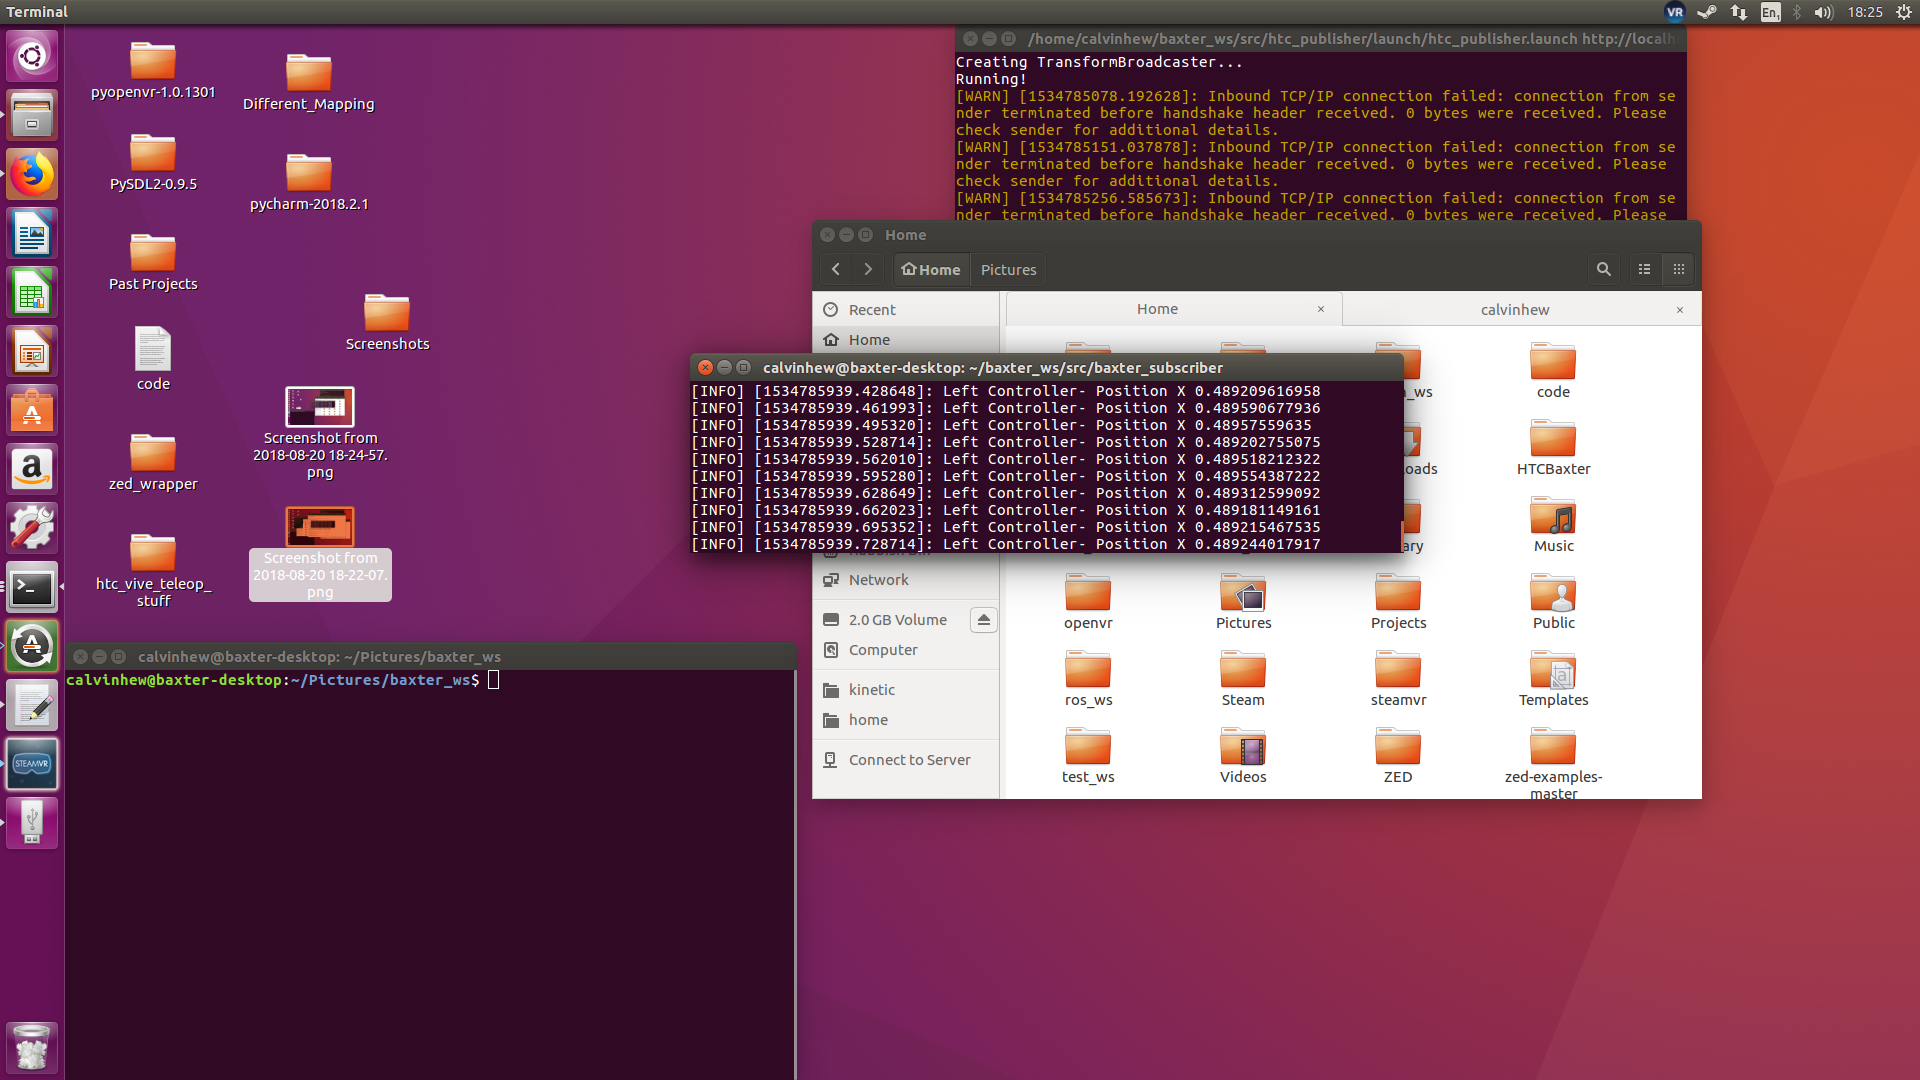 Terminal
VR
En1
18:25
pyopenvr-1.0.1301
Different_Mapping
PySDL2-0.9.5
pycharm-2018.2.1
Past Projects
Screenshots
code
Screenshot from
2018-08-20 18-24-57.
png
zed_wrapper
Screenshot from
2018-08-20 18-22-07.
png
htc_vive_teleop_
stuff
STEAMVR
/home/calvinhew/baxter_ws/src/htc_publisher/launch/htc_publisher.launch http://localh
Creating TransformBroadcaster...
Running!
[WARN] [1534785078.192628]: Inbound TCP/IP connection failed: connection from se
nder terminated before handshake header received. 0 bytes were received. Please
check sender for additional details.
[WARN] [1534785151.037878]: Inbound TCP/IP connection failed: connection from se
nder terminated before handshake header received. 0 bytes were received. Please
check sender for additional details.
[WARN] [1534785256.585673]: Inbound TCP/IP connection failed: connection from se
nder terminated before handshake header received. 0 bytes were received. Please
Home
Home
Pictures
Recent
Home
Home
calvinhew
calvinhew@baxter-desktop: ~/baxter_ws/src/baxter_subscriber
[INFO] [1534785939.428648]: Left Controller- Position X 0.489209616958
[INFO] [1534785939.461993]: Left Controller- Position X 0.489590677936
[INFO] [1534785939.495320]: Left Controller- Position X 0.48957559635
[INFO] [1534785939.528714]: Left Controller- Position X 0.489202755075
[INFO] [1534785939.562010]: Left Controller- Position X 0.489518212322
[INFO] [1534785939.595280]: Left Controller- Position X 0.489554387222
[INFO] [1534785939.628649]: Left Controller- Position X 0.489312599092
[INFO] [1534785939.662023]: Left Controller- Position X 0.489181149161
[INFO] [1534785939.695352]: Left Controller- Position X 0.489215467535
[INFO] [1534785939.728714]: Left Controller- Position X 0.489244017917
_ws
code
oads
HTCBaxter
ary
Music
Network
2.0 GB Volume
Computer
kinetic
home
Connect to Server
openvr
Pictures
Projects
Public
ros_ws
Steam
steamvr
Templates
test_ws
Videos
ZED
zed-examples-
master
calvinhew@baxter-desktop: ~/Pictures/baxter_ws
calvinhew@baxter-desktop:~/Pictures/baxter_ws$